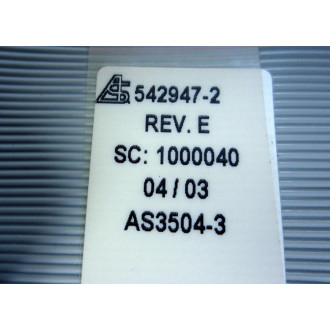 542947-2
REV. E
SC: 1000040
04 / 03
AS3504-3